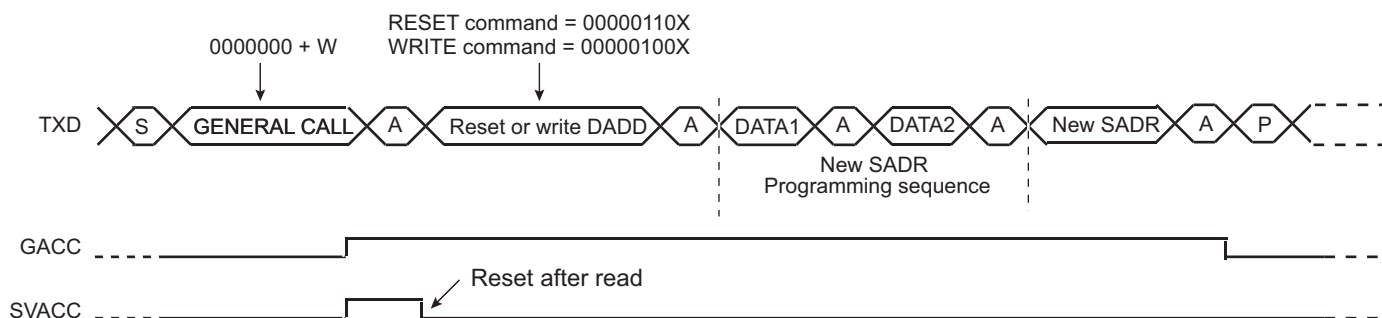 RESET command = 00000110X
0000000 + W
WRITE command = 00000100X
TXD S GENERAL CALL A Reset or write DADD A DATA1 A DATA2 A New SADR A P
New SADR
Programming sequence
GACC
Reset after read
SVACC